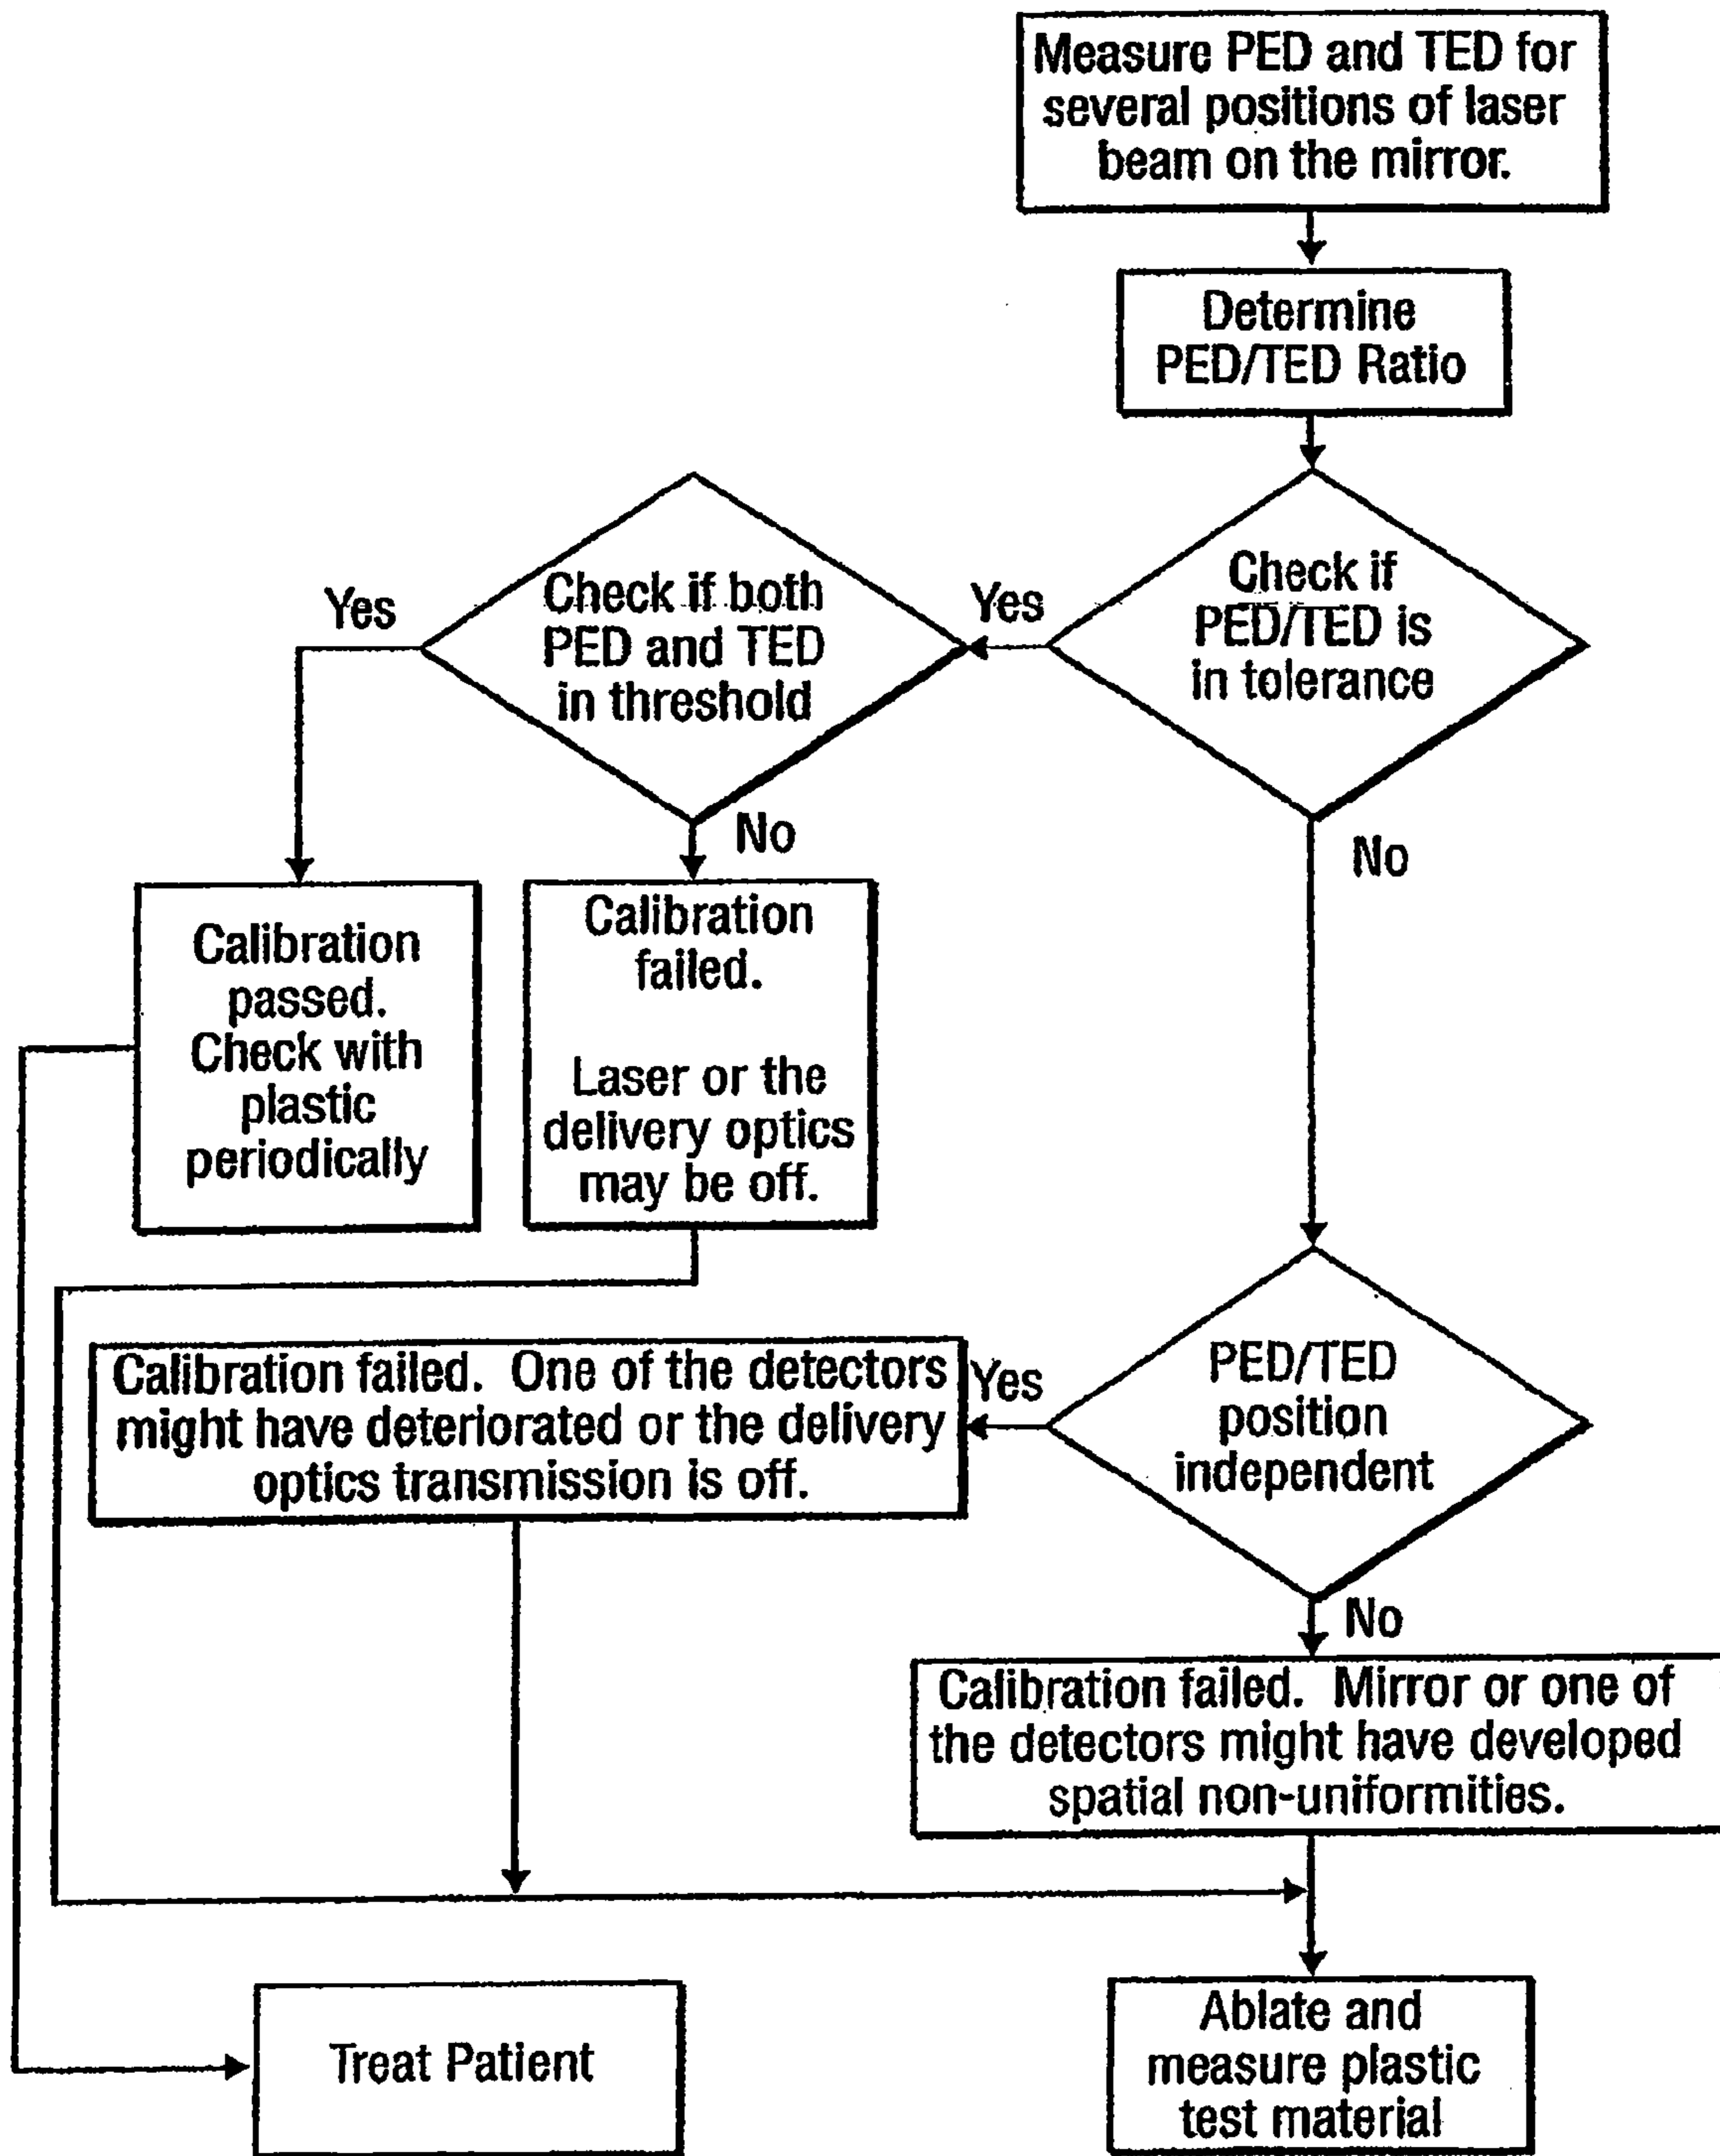 Measure PED and TED for
several positions of laser
beam on the mirror.
Determine
PED/TED Ratio
Check if
PED/TED is
in tolerance
Yes
No
Check if both
PED and TED
in threshold
Yes
No
Calibration
passed.
Check with
plastic
periodically
Calibration
failed.
Laser or the
delivery optics
may be off.
PED/TED
position
independent
Yes
No
Calibration failed. One of the detectors
might have deteriorated or the delivery
optics transmission is off.
Calibration failed. Mirror or one of
the detectors might have developed
spatial non-uniformities.
Treat Patient
Ablate and
measure plastic
test material